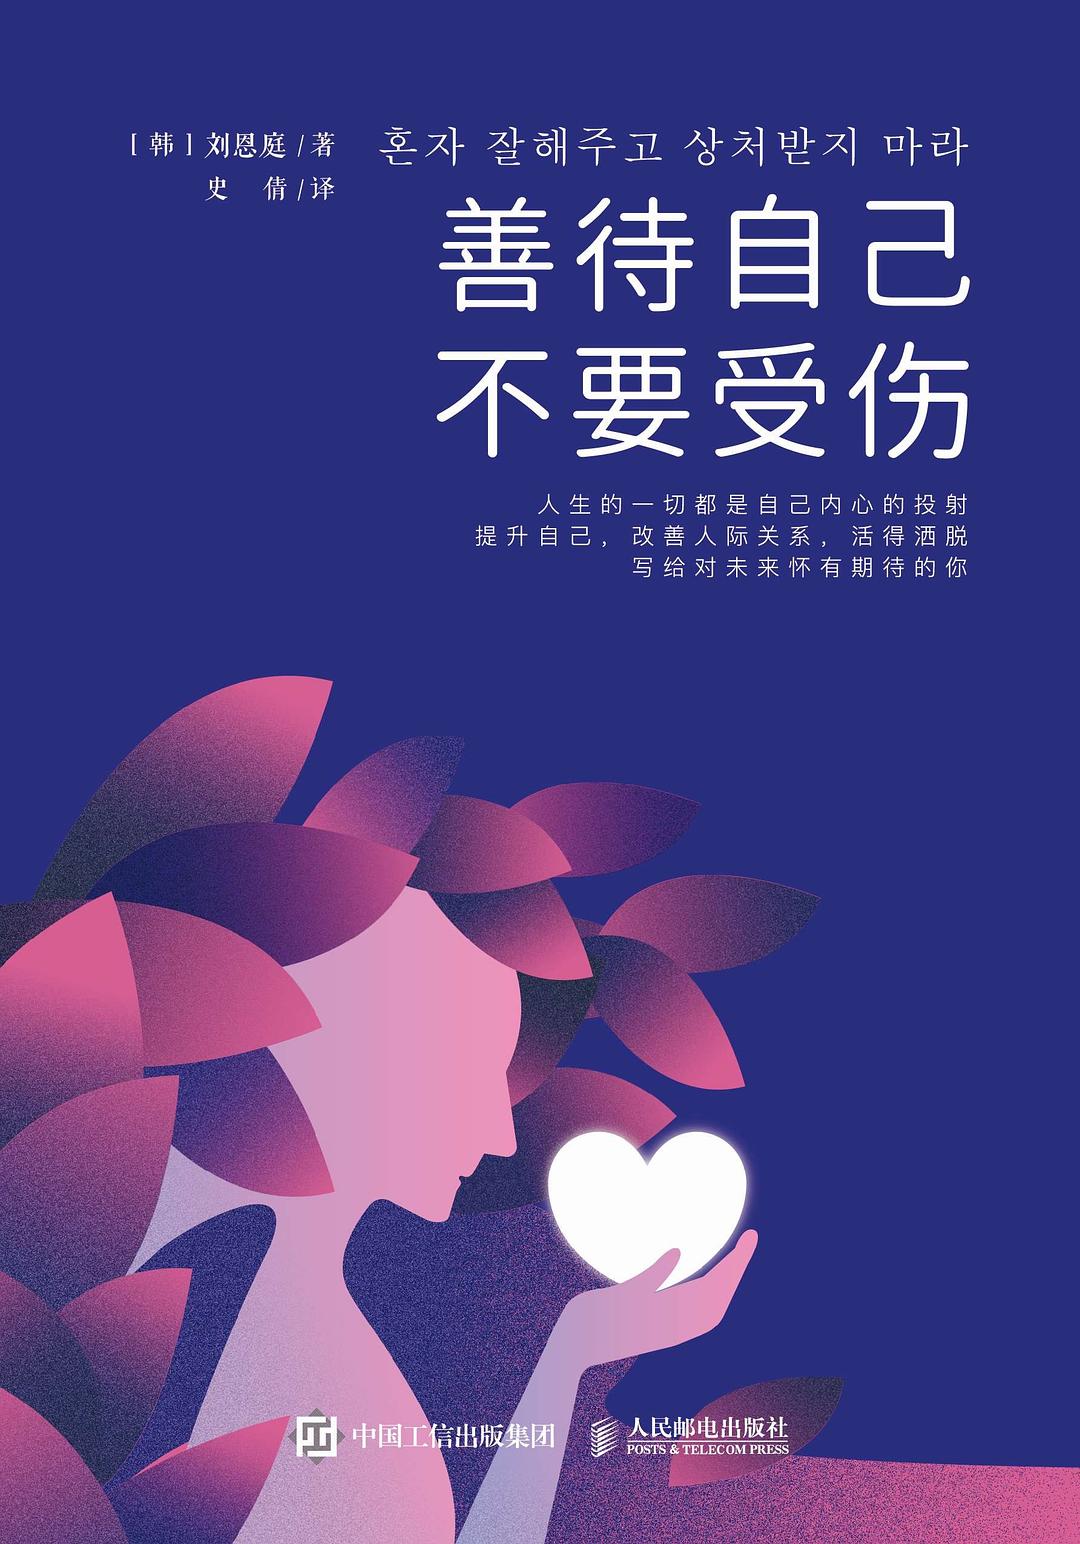 [韩]刘恩庭/著
史 倩/译
혼자 잘해주고 상처받지 마라
善待自己
不要受伤
人生的一切都是自己内心的投射
提升自己，改善人际关系，活得洒脱
写给对未来怀有期待的你
中国工信出版集团
人民邮电出版社
POSTS & TELECOM PRESS